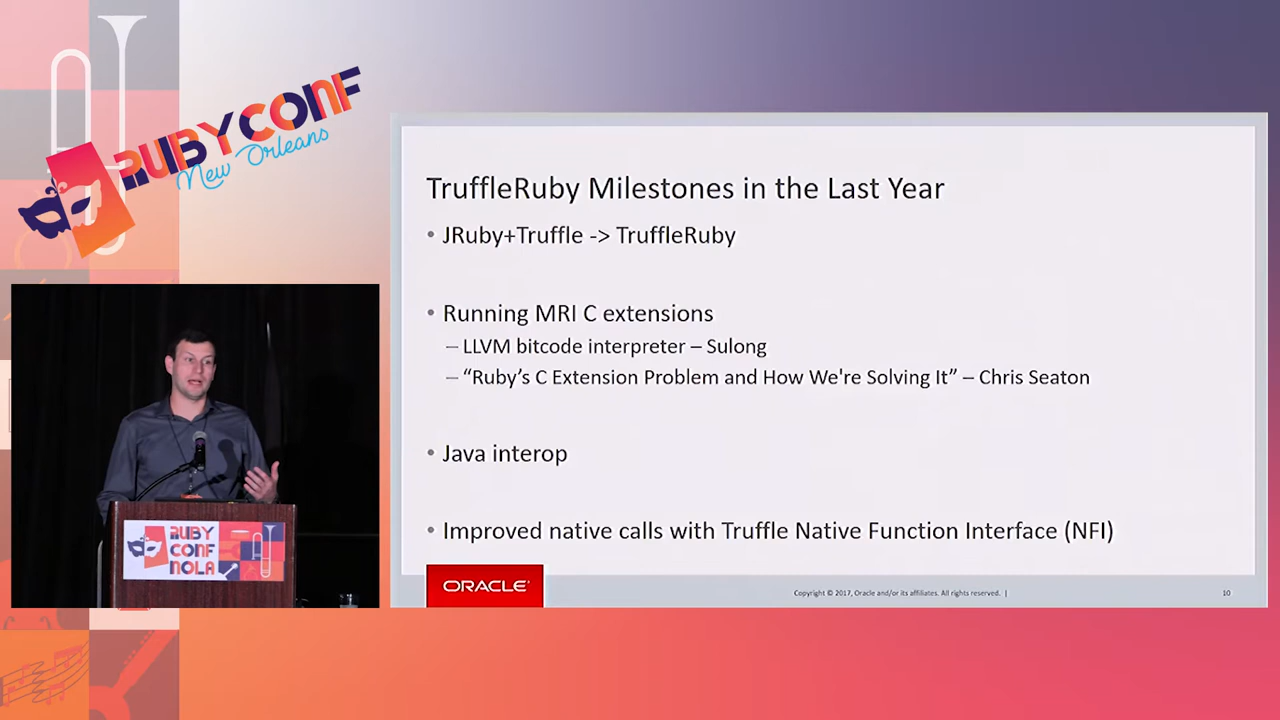 RUBYCONF
New Orleans
TruffleRuby Milestones in the Last Year
• JRuby+Truffle -> TruffleRuby
• Running MRI C extensions
– LLVM bitcode interpreter – Sulong
– “Ruby’s C Extension Problem and How We're Solving It” – Chris Seaton
• Java interop
• Improved native calls with Truffle Native Function Interface (NFI)
ORACLE
Copyright © 2017, Oracle and/or its affiliates. All rights reserved. |
10
RUBY
CONF
NOLA